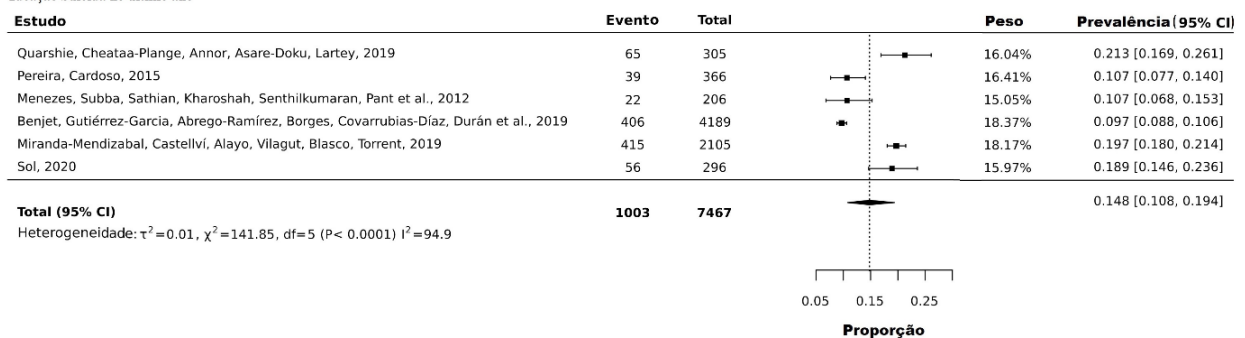 Estudo Evento Total Peso Prevalência (95% CI)
Quarshie, Cheataa-Plange, Annor, Asare-Doku, Lartey, 2019 65 305 16.04% 0.213 [0.169, 0.261]
Pereira, Cardoso, 2015 39 366 16.41% 0.107 [0.077, 0.140]
Menezes, Subba, Sathian, Kharoshah, Senthilkumaran, Pant et al., 2012 22 206 15.05% 0.107 [0.068, 0.153]
Benjet, Gutiérrez-Garcia, Abrego-Ramírez, Borges, Covarrubias-Díaz, Durán et al., 2019 406 4189 18.37% 0.097 [0.088, 0.106]
Miranda-Mendizabal, Castellví, Alayo, Vilagut, Blasco, Torrent, 2019 415 2105 18.17% 0.197 [0.180, 0.214]
Sol, 2020 56 296 15.97% 0.189 [0.146, 0.236]
Total (95% CI) 1003 7467 0.148 [0.108, 0.194]
Heterogeneidade: τ²=0.01, χ²=141.85, df=5 (P< 0.0001) I²=94.9
0.05 0.15 0.25
Proporção